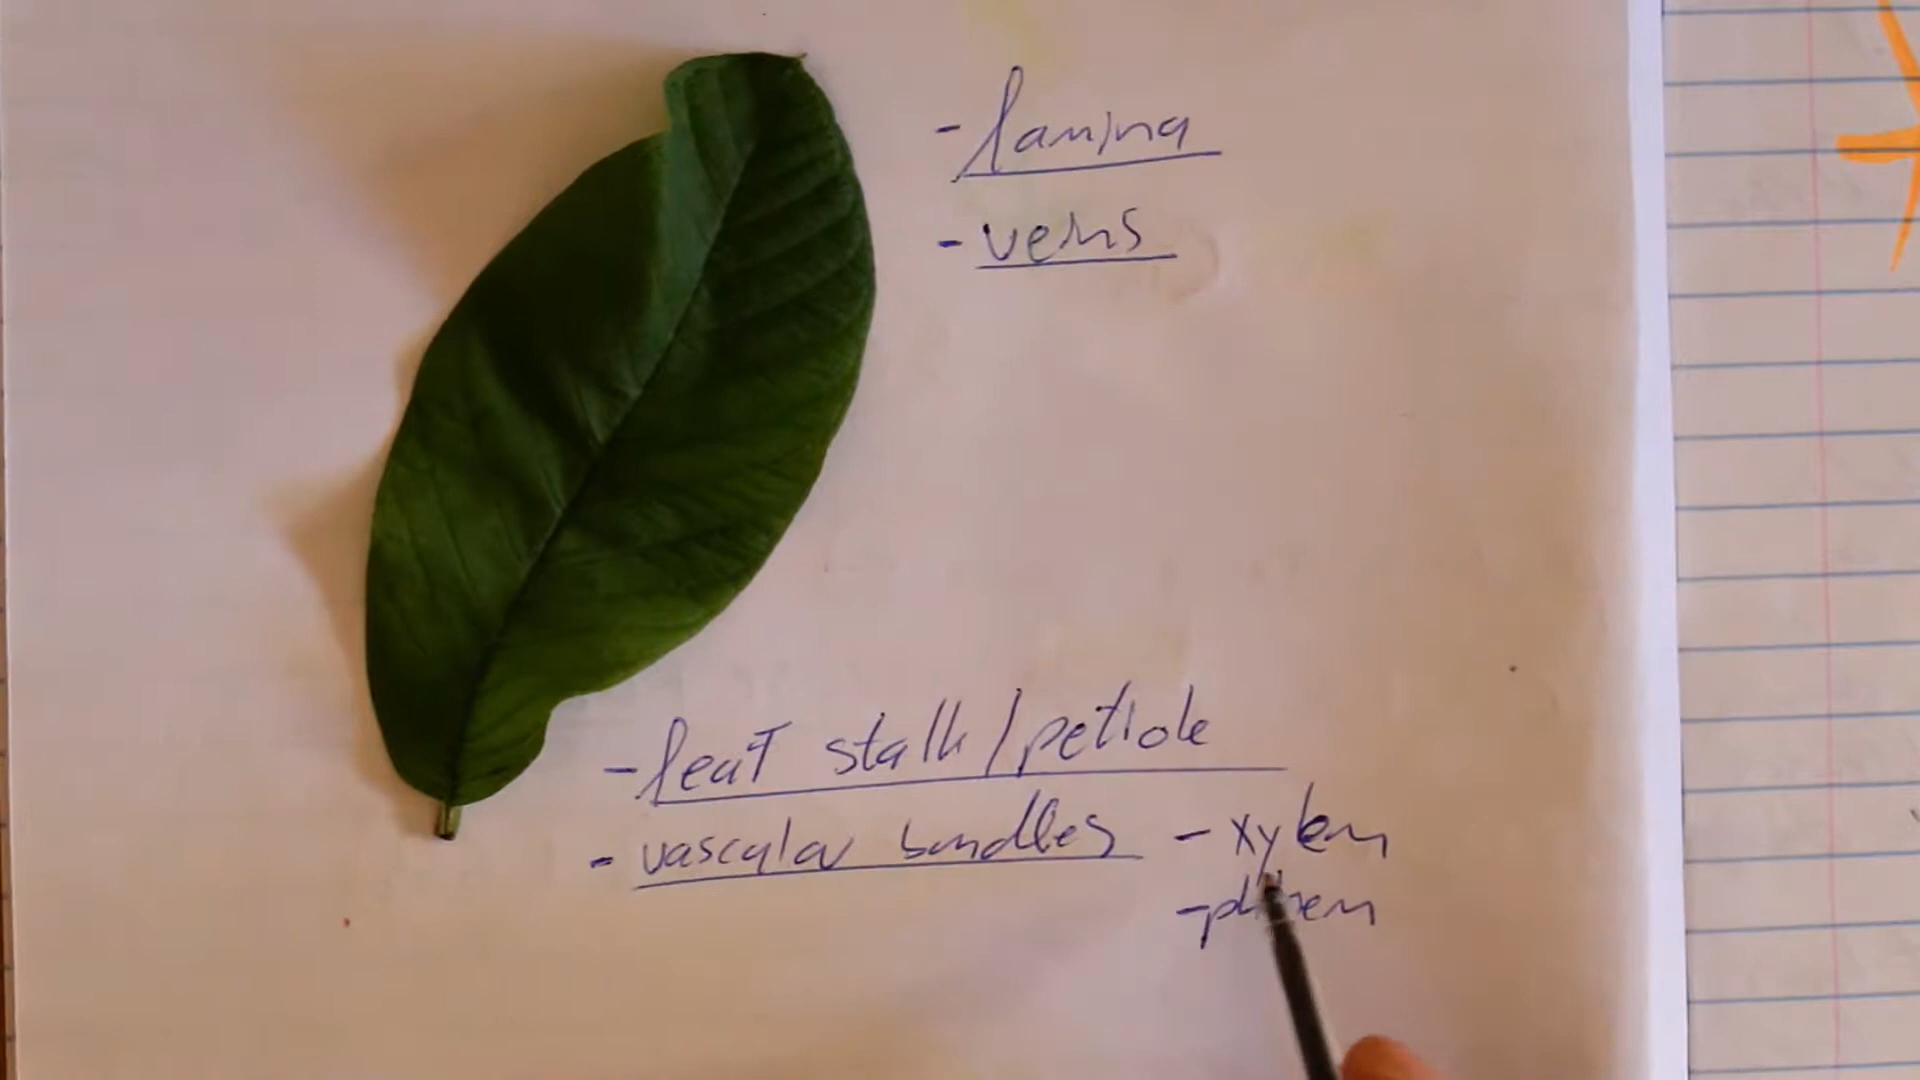 - lamina
- veins
- leaf stalk/petiole
- vascular bundles - xylem
- phloem